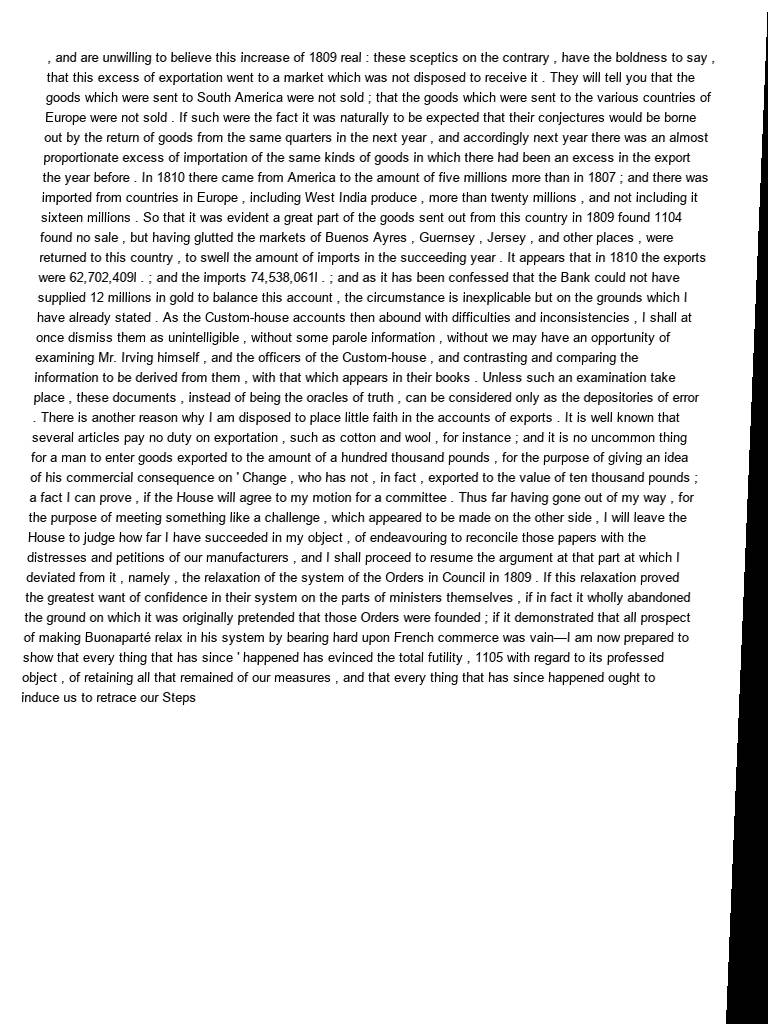 , and are unwilling to believe this increase of 1809 real : these sceptics on the contrary , have the boldness to say ,
that this excess of exportation went to a market which was not disposed to receive it . They will tell you that the
goods which were sent to South America were not sold ; that the goods which were sent to the various countries of
Europe were not sold . If such were the fact it was naturally to be expected that their conjectures would be borne
out by the return of goods from the same quarters in the next year , and accordingly next year there was an almost
proportionate excess of importation of the same kinds of goods in which there had been an excess in the export
the year before . In 1810 there came from America to the amount of five millions more than in 1807 ; and there was
imported from countries in Europe , including West India produce , more than twenty millions , and not including it
sixteen millions . So that it was evident a great part of the goods sent out from this country in 1809 found 1104
found no sale , but having glutted the markets of Buenos Ayres , Guernsey , Jersey , and other places , were
returned to this country , to swell the amount of imports in the succeeding year . It appears that in 1810 the exports
were 62,702,409l . ; and the imports 74,538,061l . ; and as it has been confessed that the Bank could not have
supplied 12 millions in gold to balance this account , the circumstance is inexplicable but on the grounds which I
have already stated . As the Custom-house accounts then abound with difficulties and inconsistencies , I shall at
once dismiss them as unintelligible , without some parole information , without we may have an opportunity of
examining Mr. Irving himself , and the officers of the Custom-house , and contrasting and comparing the
information to be derived from them , with that which appears in their books . Unless such an examination take
place , these documents , instead of being the oracles of truth , can be considered only as the depositories of error
. There is another reason why I am disposed to place little faith in the accounts of exports . It is well known that
several articles pay no duty on exportation , such as cotton and wool , for instance ; and it is no uncommon thing
for a man to enter goods exported to the amount of a hundred thousand pounds , for the purpose of giving an idea
of his commercial consequence on ' Change , who has not , in fact , exported to the value of ten thousand pounds ;
a fact I can prove , if the House will agree to my motion for a committee . Thus far having gone out of my way , for
the purpose of meeting something like a challenge , which appeared to be made on the other side , I will leave the
House to judge how far I have succeeded in my object , of endeavouring to reconcile those papers with the
distresses and petitions of our manufacturers , and I shall proceed to resume the argument at that part at which I
deviated from it , namely , the relaxation of the system of the Orders in Council in 1809 . If this relaxation proved
the greatest want of confidence in their system on the parts of ministers themselves , if in fact it wholly abandoned
the ground on which it was originally pretended that those Orders were founded ; if it demonstrated that all prospect
of making Buonaparté relax in his system by bearing hard upon French commerce was vain—I am now prepared to
show that every thing that has since ' happened has evinced the total futility , 1105 with regard to its professed
object , of retaining all that remained of our measures , and that every thing that has since happened ought to
induce us to retrace our Steps